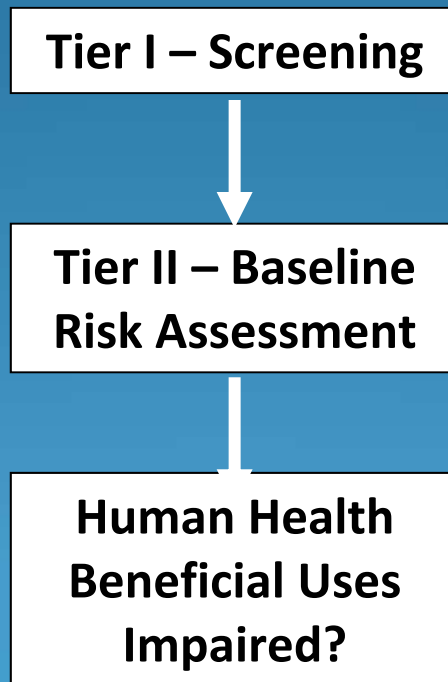 Tier I – Screening
Tier II – Baseline
Risk Assessment
Human Health
Beneficial Uses
Impaired?